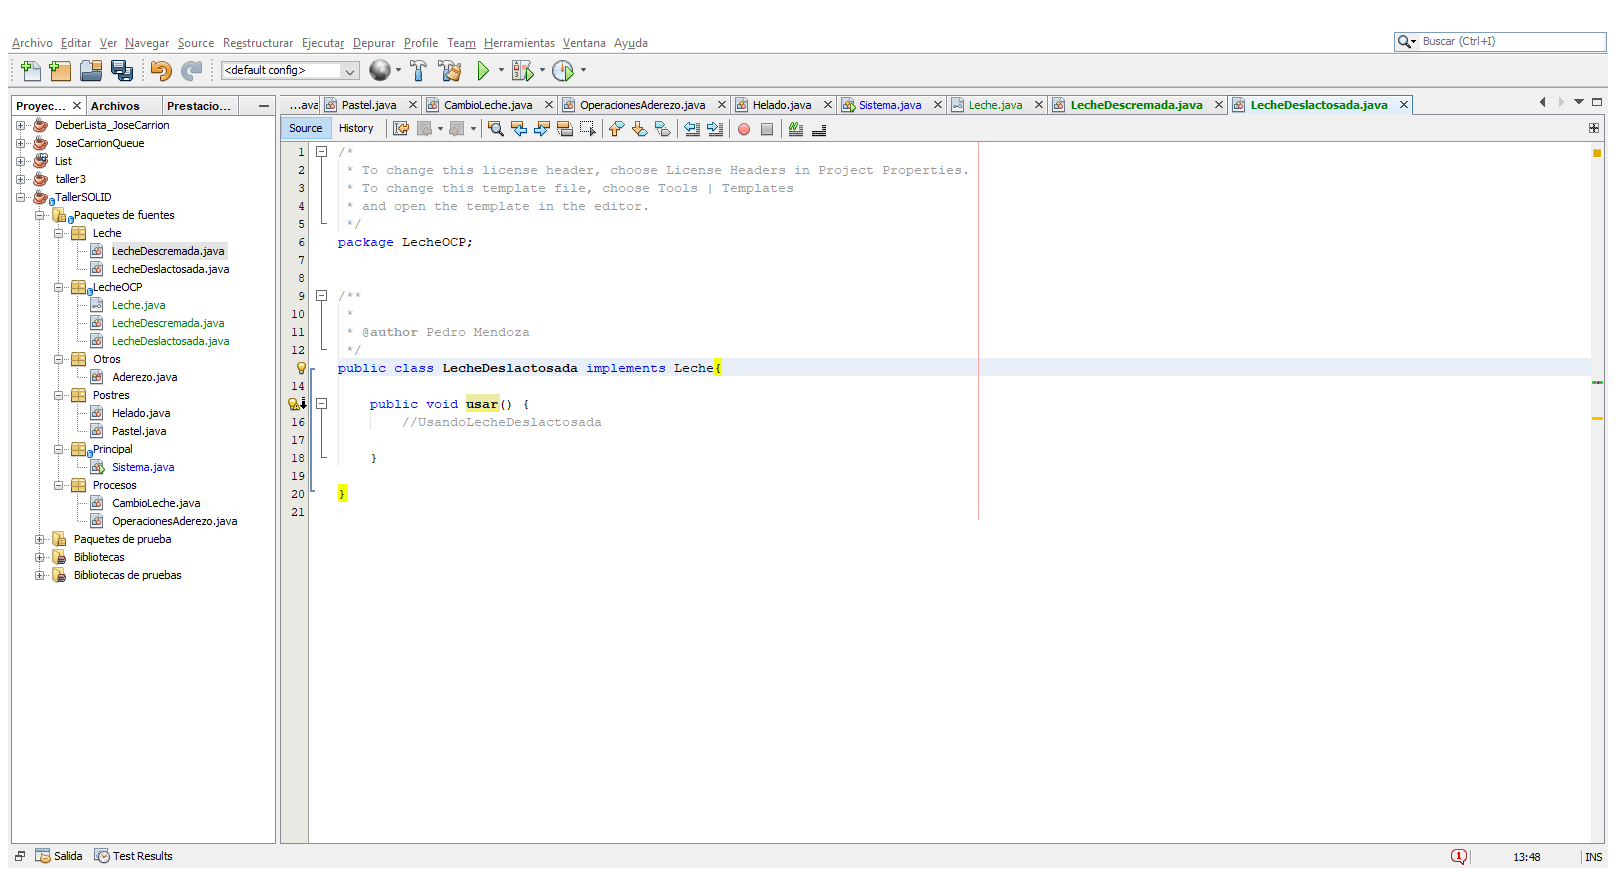 Archivo Editar Ver Navegar Source Reestructurar Ejecutar Depurar Profile Team Herramientas Ventana Ayuda
Buscar (Ctrl+I)
<default config>
Proyec... Archivos Prestacio...
...ava Pastel.java CambioLeche.java OperacionesAderezo.java Helado.java Sistema.java Leche.java LecheDescremada.java LecheDeslactosada.java
Source History
DeberLista_JoseCarrion
JoseCarrionQueue
List
taller3
TallerSOLID
Paquetes de fuentes
Leche
LecheDescremada.java
LecheDeslactosada.java
LecheOCP
Leche.java
LecheDescremada.java
LecheDeslactosada.java
Otros
Aderezo.java
Postres
Helado.java
Pastel.java
Principal
Sistema.java
Procesos
CambioLeche.java
OperacionesAderezo.java
Paquetes de prueba
Bibliotecas
Bibliotecas de pruebas
1 /*
2 * To change this license header, choose License Headers in Project Properties.
3 * To change this template file, choose Tools | Templates
4 * and open the template in the editor.
5 */
6 package LecheOCP;
7
8
9 /**
10 *
11 * @author Pedro Mendoza
12 */
public class LecheDeslactosada implements Leche{
14
public void usar() {
16 //UsandoLecheDeslactosada
17
18 }
19
20 }
21
Salida Test Results
1 13:48 INS